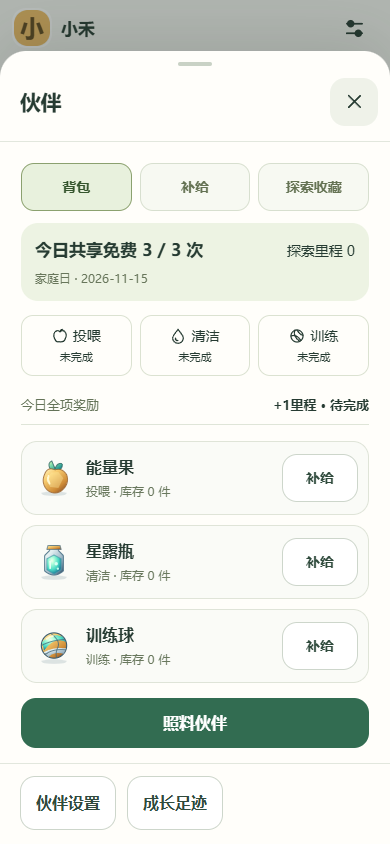 小 小禾
伙伴
背包 补给 探索收藏
今日共享免费 3 / 3 次 探索里程 0
家庭日 · 2026-11-15
投喂 清洁 训练
未完成 未完成 未完成
今日全项奖励 +1里程 • 待完成
能量果
投喂 · 库存 0 件
补给
星露瓶
清洁 · 库存 0 件
补给
训练球
训练 · 库存 0 件
补给
照料伙伴
伙伴设置 成长足迹